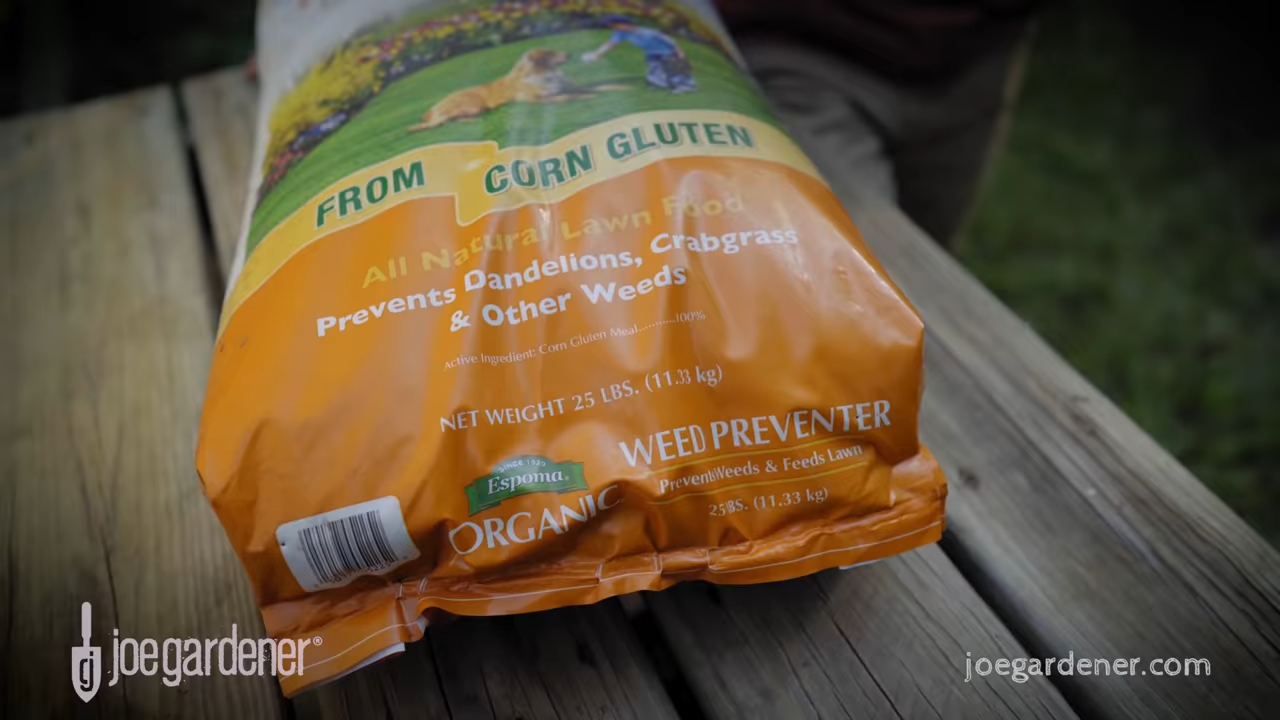 FROM CORN GLUTEN
All Natural Lawn Food
Prevents Dandelions, Crabgrass
& Other Weeds
Active Ingredient: Corn Gluten Meal...........100%
NET WEIGHT 25 LBS. (11.33 kg)
SINCE 1929
Espoma®
ORGANIC
WEED PREVENTER
Prevents Weeds & Feeds Lawn
25 LBS. (11.33 kg)
joegardener®
joegardener.com